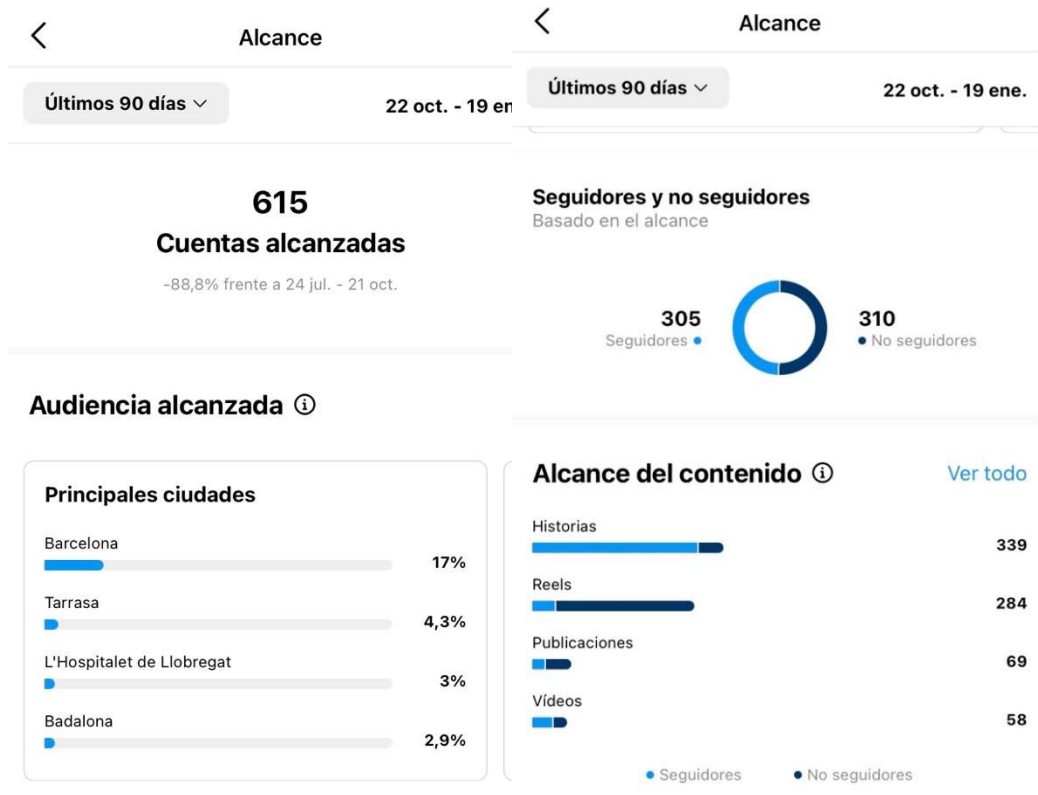 Alcance
Últimos 90 días
22 oct. - 19 en
615
Cuentas alcanzadas
-88,8% frente a 24 jul. - 21 oct.
Audiencia alcanzada
Principales ciudades
Barcelona
17%
Tarrasa
4,3%
L'Hospitalet de Llobregat
3%
Badalona
2,9%
Alcance
Últimos 90 días
22 oct. - 19 ene.
Seguidores y no seguidores
Basado en el alcance
305
Seguidores
310
No seguidores
Alcance del contenido
Ver todo
Historias
339
Reels
284
Publicaciones
69
Vídeos
58
Seguidores
No seguidores